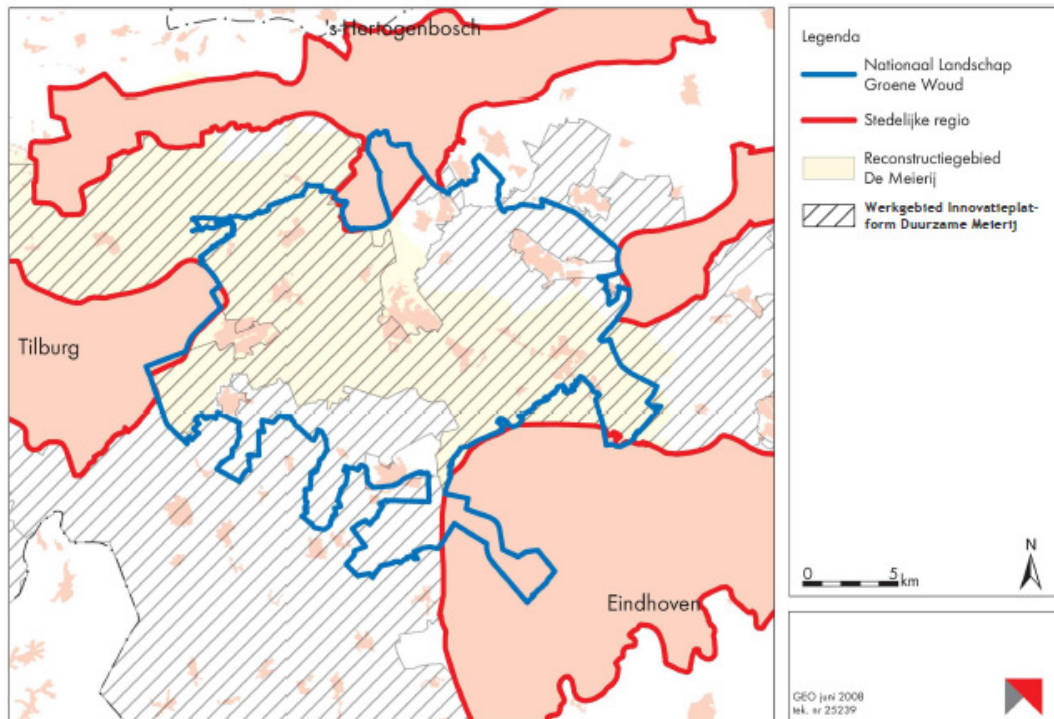 's-Hertogenbosch
Tilburg
Eindhoven
Legenda
Nationaal Landschap
Groene Woud
Stedelijke regio
Reconstructiegebied
De Meierij
Werkgebied Innovatieplat-
form Duurzame Meierij
N
0 5 km
GEO juni 2008
tek. nr 25239